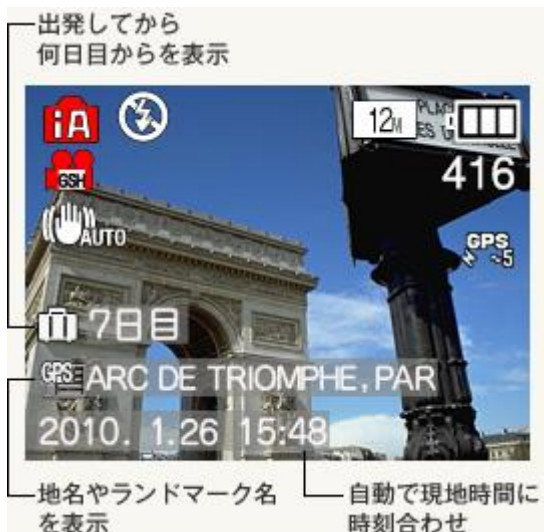 出発してから
何日目からを表示
iA
12M
PLAC
416
GSH
AUTO
GPS
~5
7日目
GPS ARC DE TRIOMPHE, PAR
2010. 1.26 15:48
地名やランドマーク名
を表示
自動で現地時間に
時刻合わせ